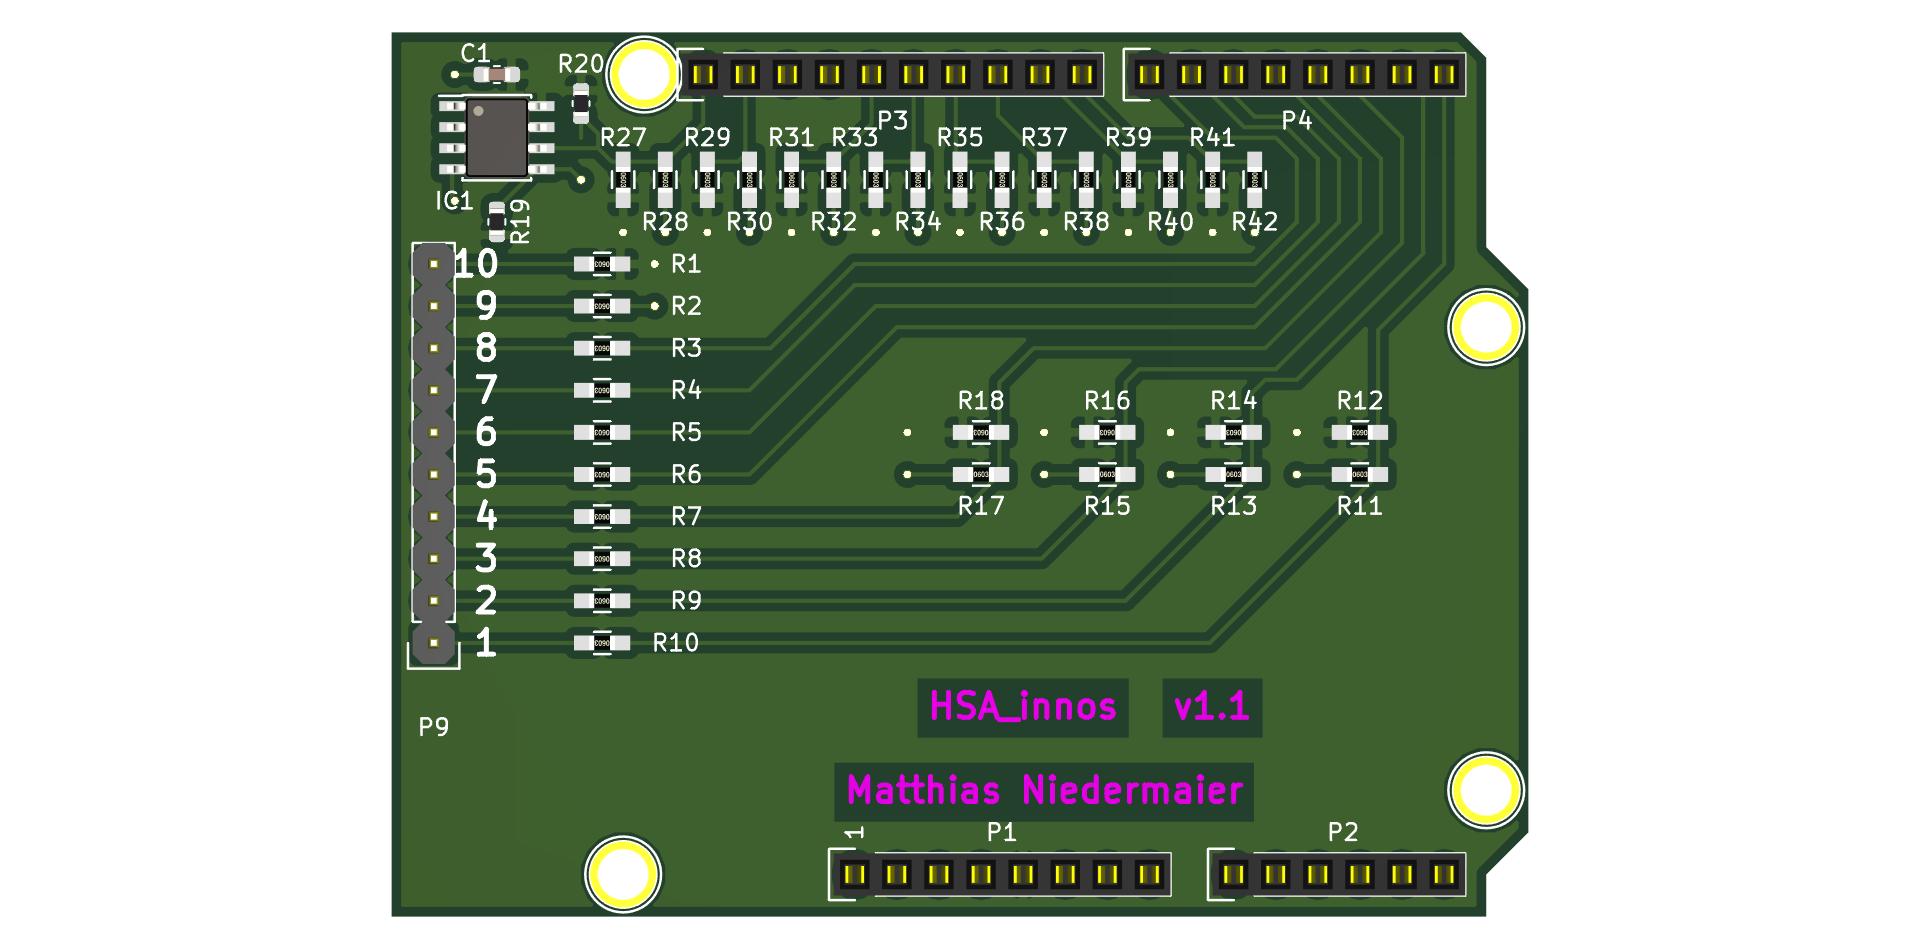 C1
R20
P3
P4
R27 R29 R31 R33 R35 R37 R39 R41
IC1
R19
R28 R30 R32 R34 R36 R38 R40 R42
10 R1
9 R2
8 R3
7 R4
R18 R16 R14 R12
6 R5
5 R6
R17 R15 R13 R11
4 R7
3 R8
2 R9
1 R10
HSA_innos v1.1
P9
Matthias Niedermaier
1 P1 P2